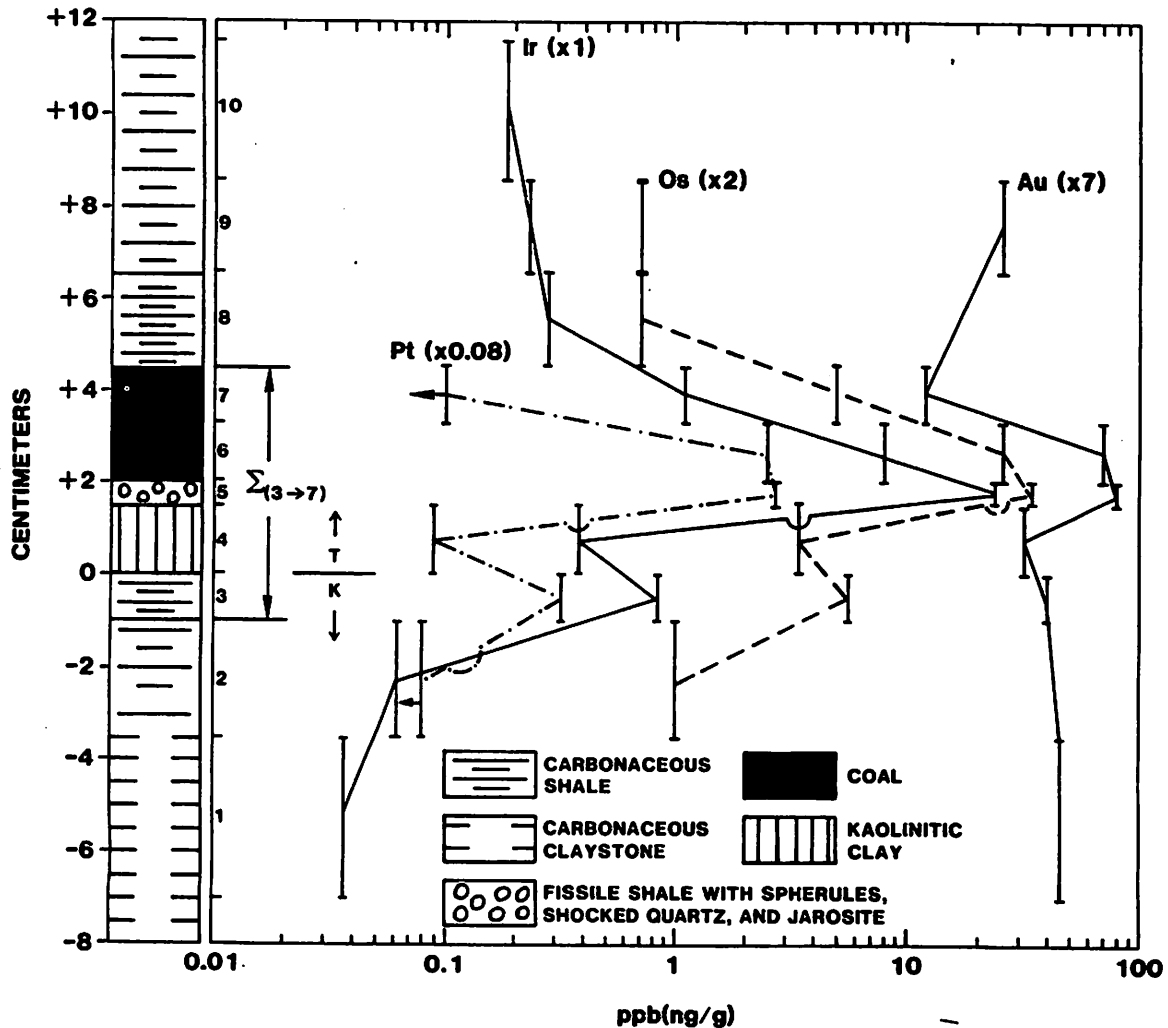 +12
+10
+8
+6
+4
+2
0
-2
-4
-6
-8
CENTIMETERS
10
9
8
7
6
5
4
3
2
1
Σ(3→7)
T
K
Ir (x1)
Os (x2)
Au (x7)
Pt (x0.08)
CARBONACEOUS
SHALE
COAL
CARBONACEOUS
CLAYSTONE
KAOLINITIC
CLAY
FISSILE SHALE WITH SPHERULES,
SHOCKED QUARTZ, AND JAROSITE
0.01
0.1
1
10
100
ppb(ng/g)